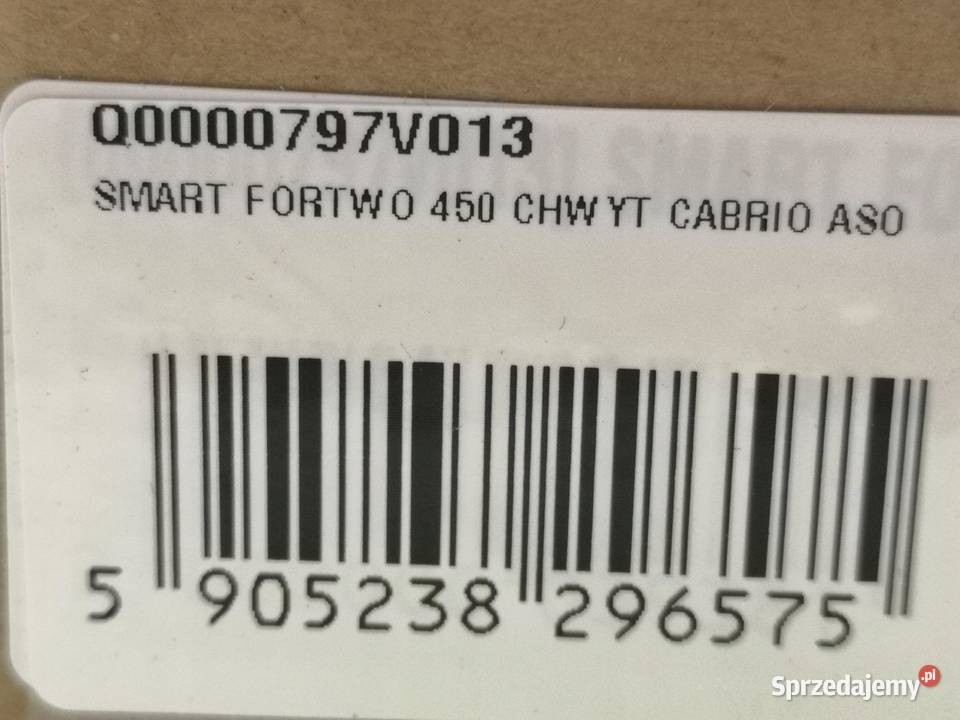 Q0000797V013
SMART FORTWO 450 CHWYT CABRIO ASO
5 905238 296575
Sprzedajemy.pl